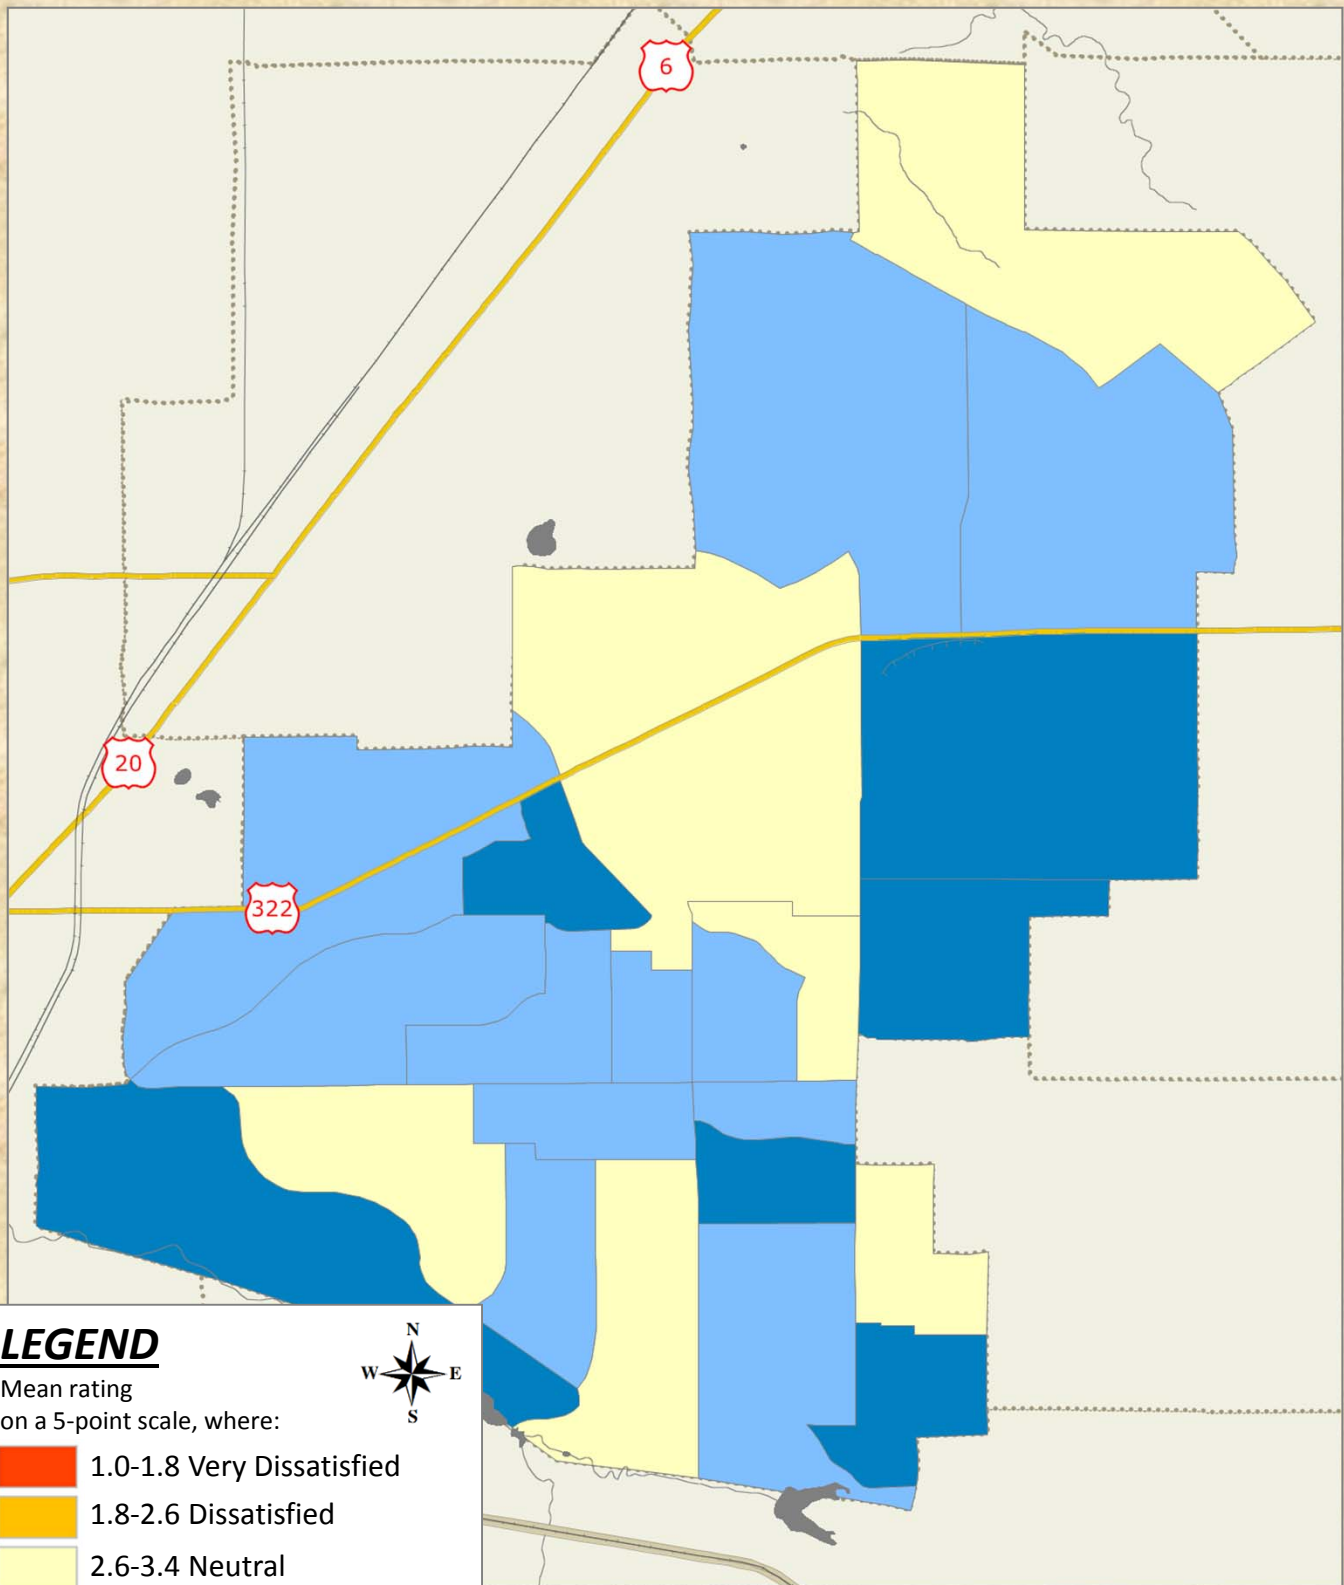 6
20
322
LEGEND
N
W E
S
Mean rating
on a 5-point scale, where:
1.0-1.8 Very Dissatisfied
1.8-2.6 Dissatisfied
2.6-3.4 Neutral